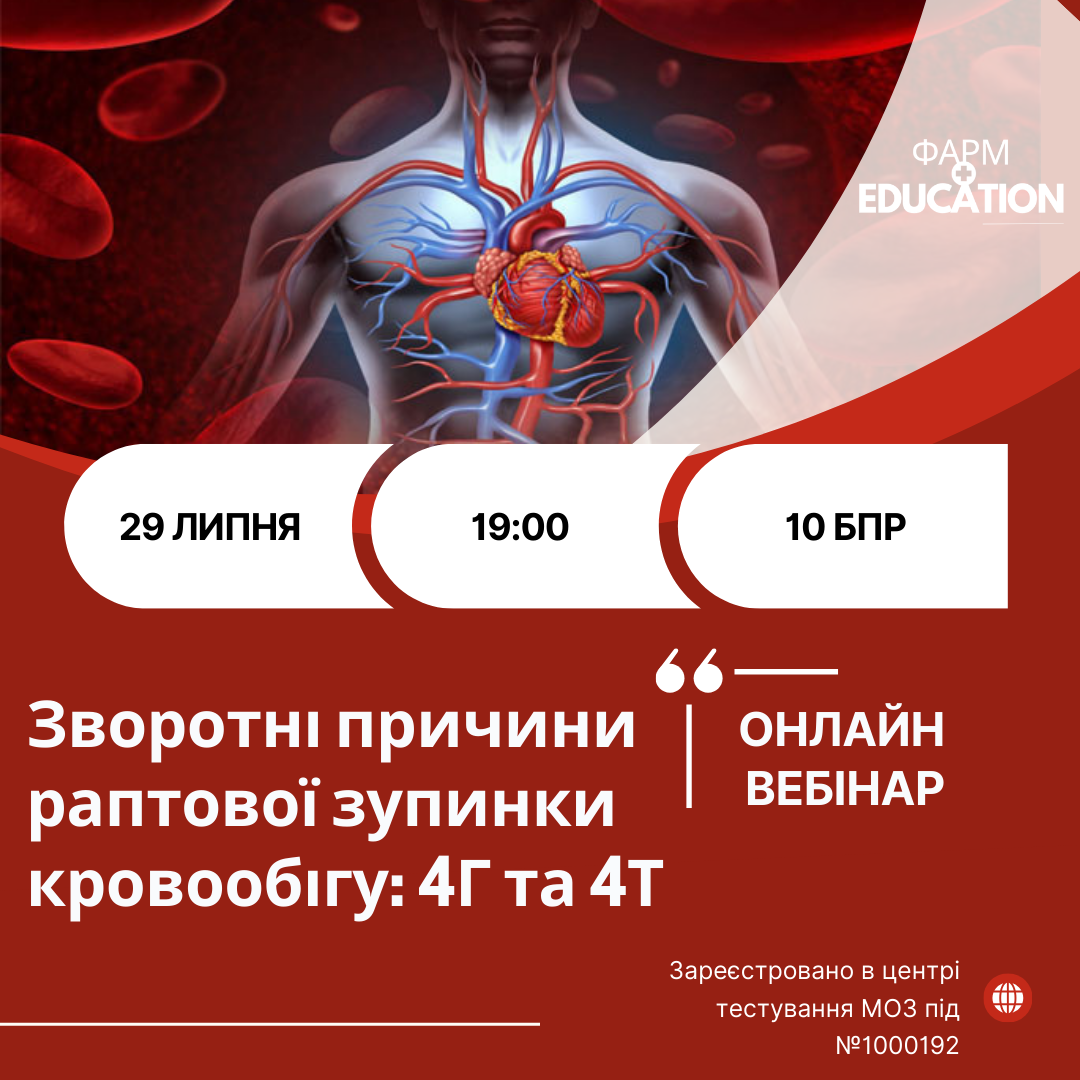 ФАРМ
EDUCATION
29 ЛИПНЯ
19:00
10 БПР
Зворотні причини
раптової зупинки
кровообігу: 4Г та 4Т
“
ОНЛАЙН
ВЕБІНАР
Зареєстровано в центрі
тестування МОЗ під
№1000192